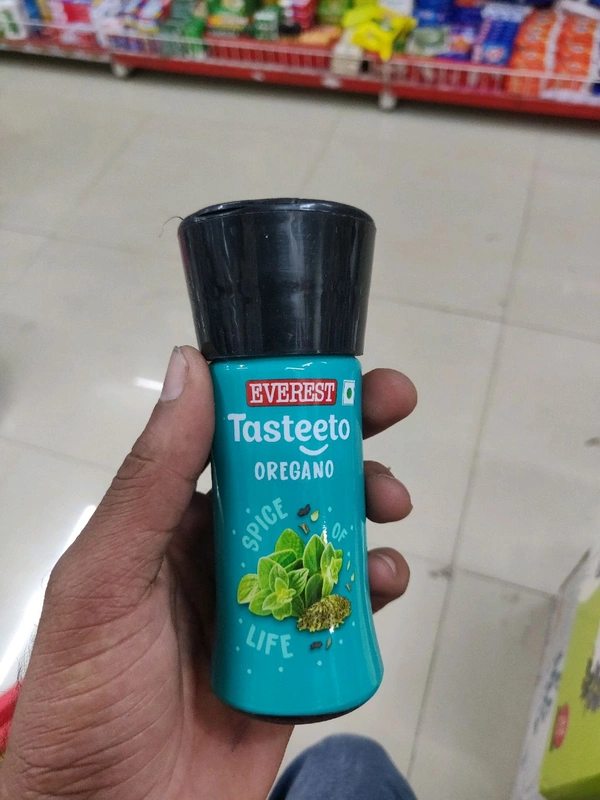 EVEREST
Tasteeto
OREGANO
SPICE OF
LIFE